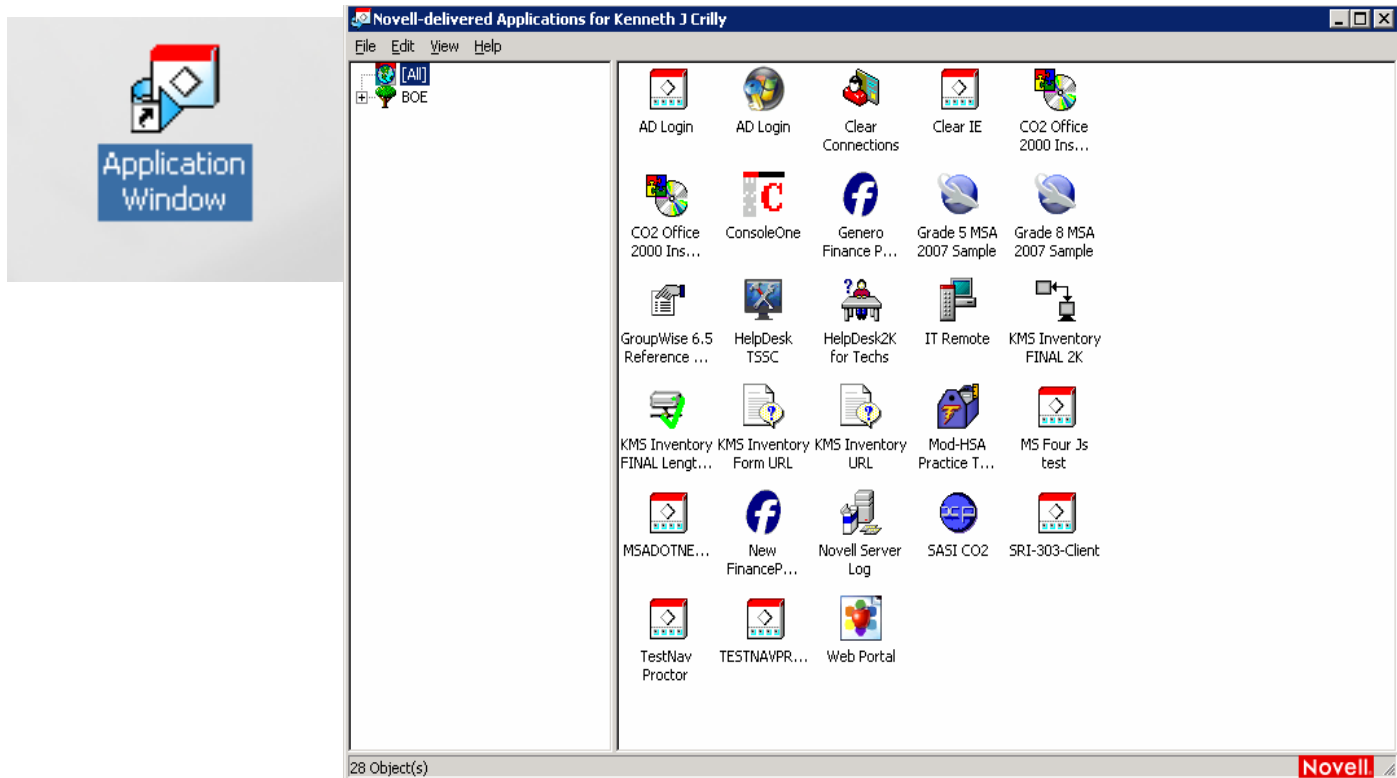 Application
Window
Novell-delivered Applications for Kenneth J Crilly
File Edit View Help
[All]
BOE
AD Login
AD Login
Clear
Connections
Clear IE
CO2 Office
2000 Ins...
CO2 Office
2000 Ins...
ConsoleOne
Genero
Finance P...
Grade 5 MSA
2007 Sample
Grade 8 MSA
2007 Sample
GroupWise 6.5
Reference ...
HelpDesk
TSSC
HelpDesk2K
for Techs
IT Remote
KMS Inventory
FINAL 2K
KMS Inventory
FINAL Lengt...
KMS Inventory
Form URL
KMS Inventory
URL
Mod-HSA
Practice T...
MS Four Js
test
MSADOTNE...
New
FinanceP...
Novell Server
Log
SASI CO2
SRI-303-Client
TestNav
Proctor
TESTNAVPR...
Web Portal
28 Object(s)
Novell.